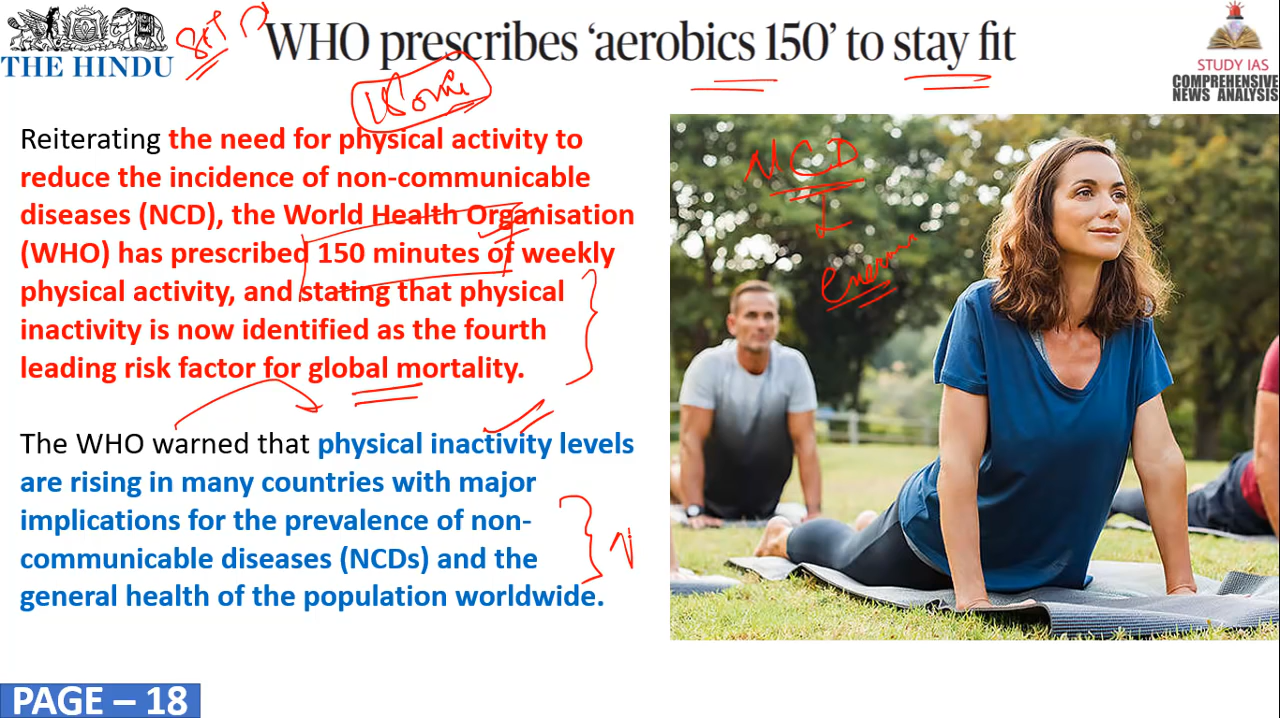 THE HINDU
WHO prescribes ‘aerobics 150’ to stay fit
STUDY IAS
COMPREHENSIVE
NEWS ANALYSIS
Reiterating the need for physical activity to
reduce the incidence of non-communicable
diseases (NCD), the World Health Organisation
(WHO) has prescribed 150 minutes of weekly
physical activity, and stating that physical
inactivity is now identified as the fourth
leading risk factor for global mortality.
The WHO warned that physical inactivity levels
are rising in many countries with major
implications for the prevalence of non-
communicable diseases (NCDs) and the
general health of the population worldwide.
NCD
PAGE – 18